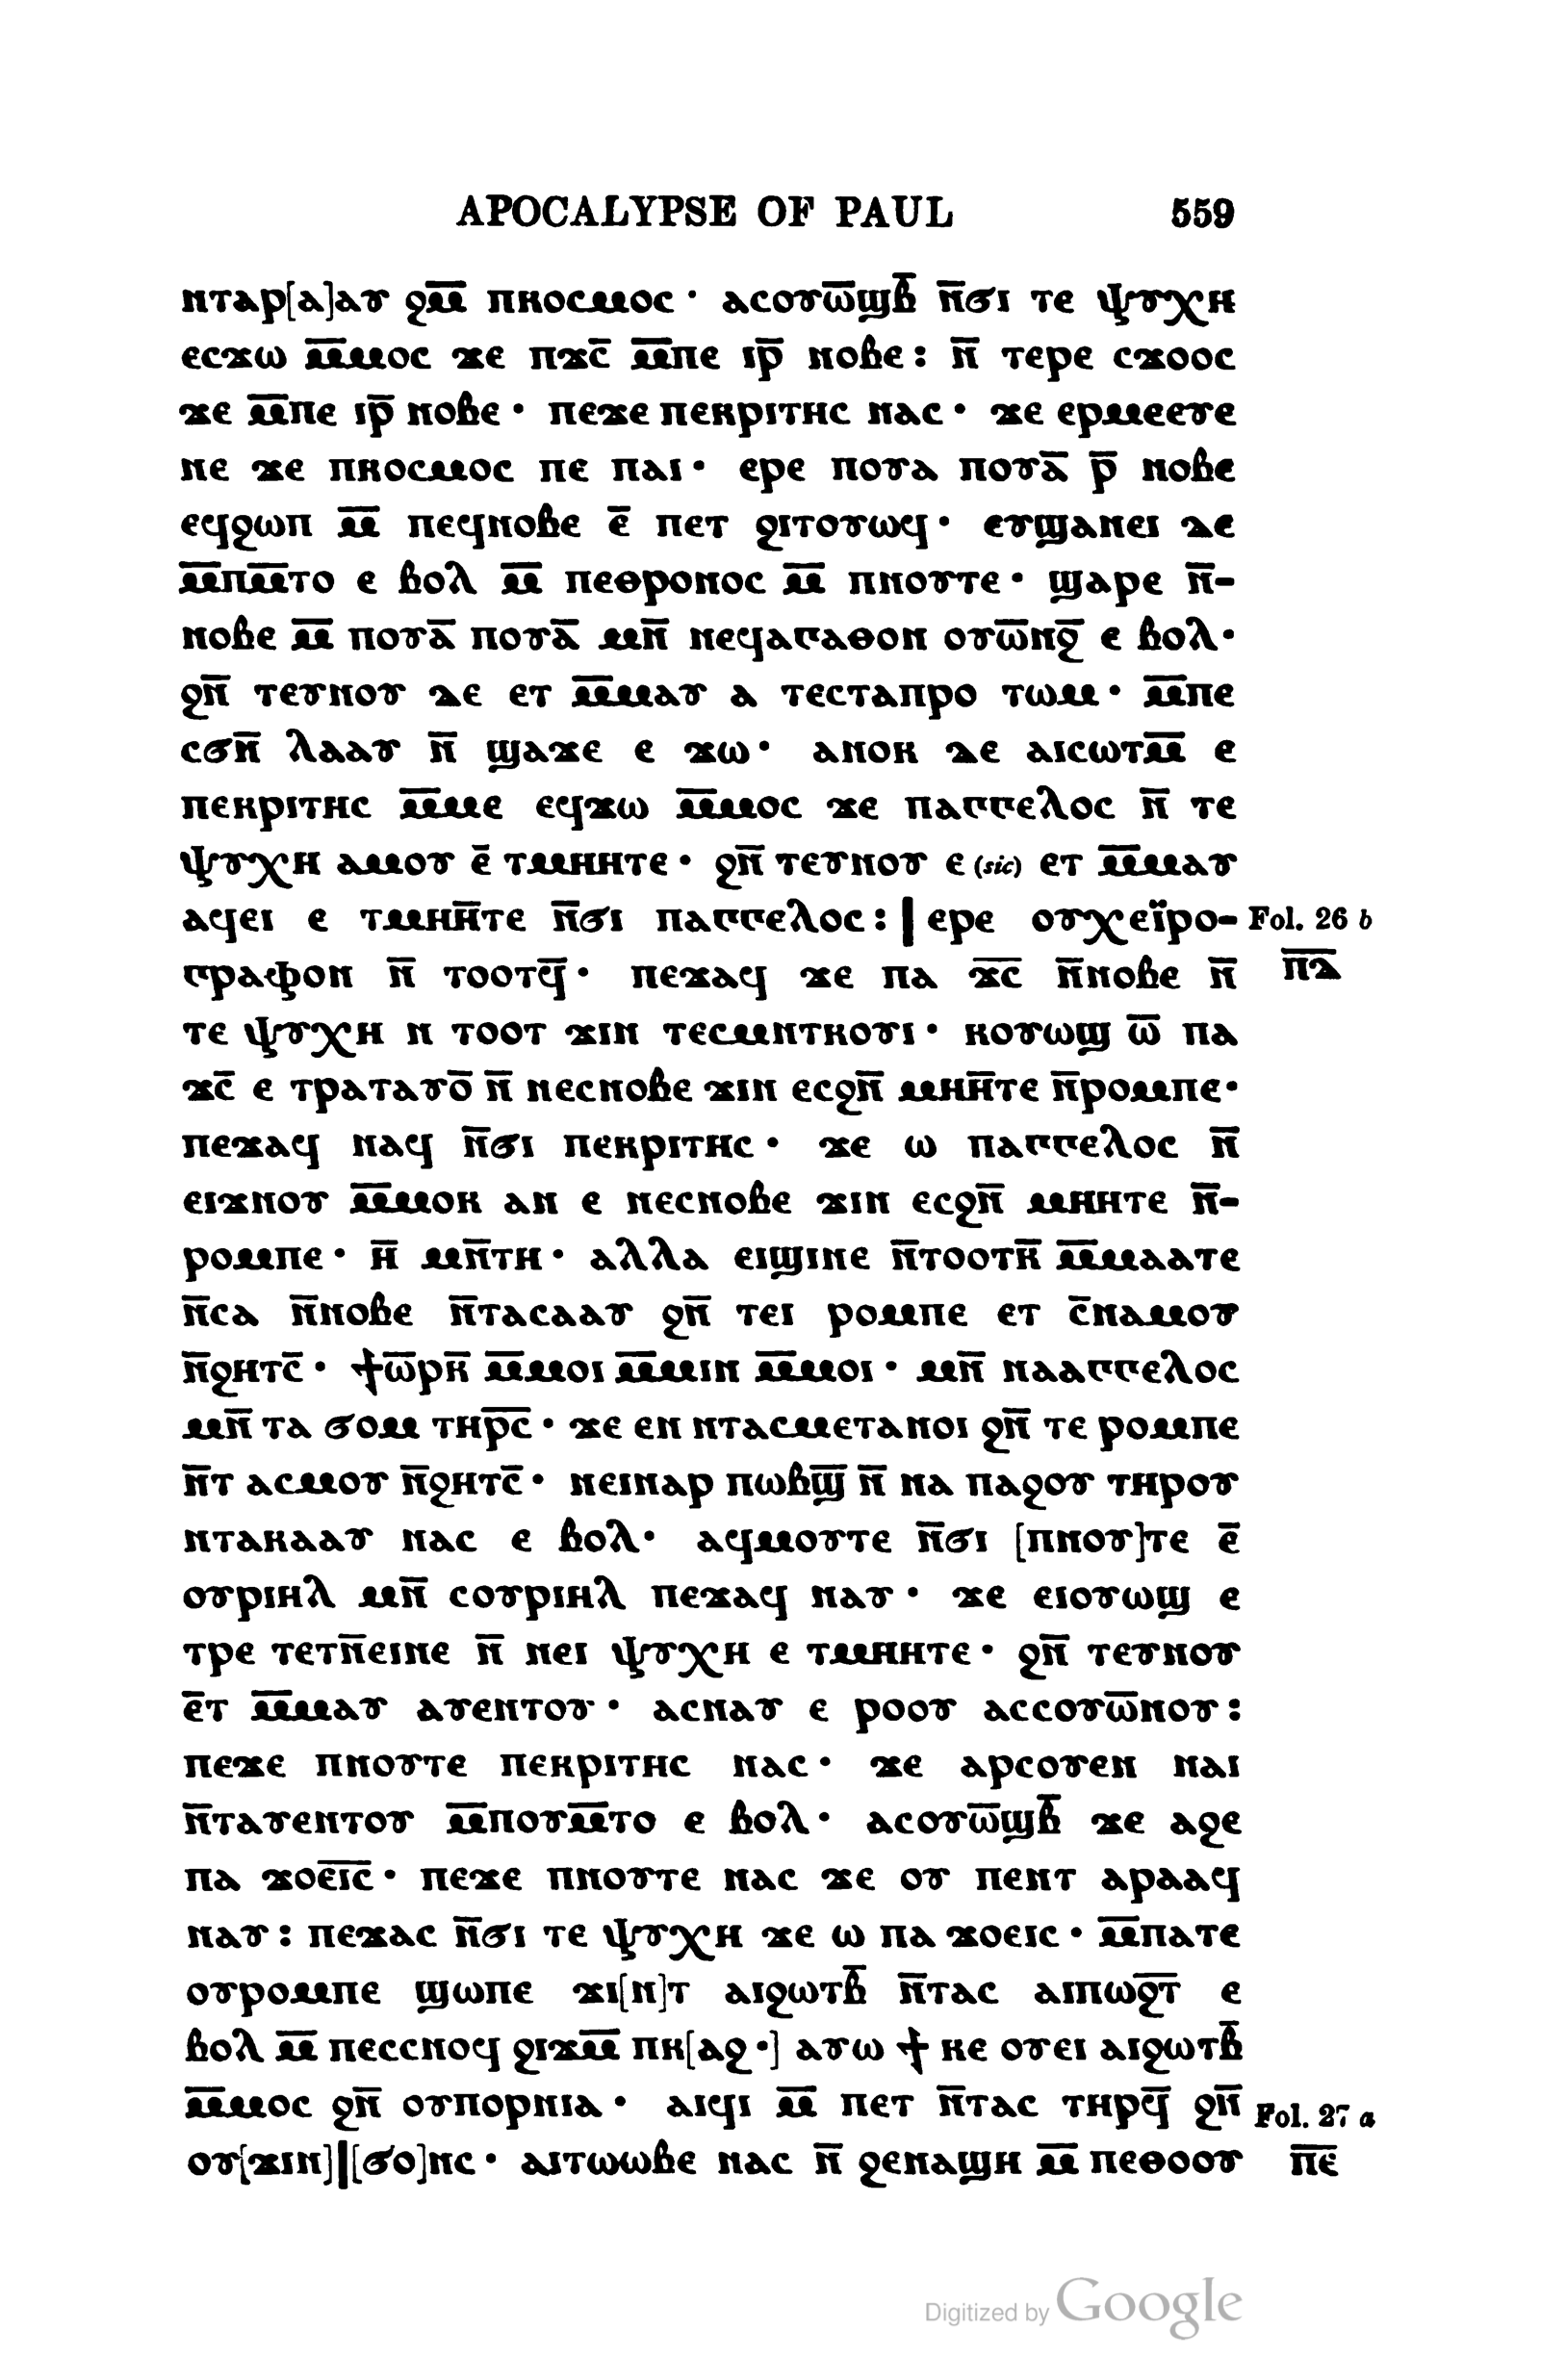 APOCALYPSE OF PAUL 559
ⲛⲧⲁⲣ[ⲁ]ⲁⲩ ϩⲙ̅ ⲡⲕⲟⲥⲙⲟⲥ · ⲁⲥⲟⲩⲱ̅ϣⲃ̅ ⲛ̅ϭⲓ ⲧⲉ ⲯⲩⲭⲏ
ⲉⲥϫⲱ ⲙ̅ⲙⲟⲥ ϫⲉ ⲡϫⲥ̅ ⲙ̅ⲡⲉ ⲓⲣ̅ ⲛⲟⲃⲉ: ⲛ̅ ⲧⲉⲣⲉ ⲥϫⲟⲟⲥ
ϫⲉ ⲙ̅ⲡⲉ ⲓⲣ̅ ⲛⲟⲃⲉ · ⲡⲉϫⲉ ⲡⲉⲕⲣⲓⲧⲏⲥ ⲛⲁⲥ · ϫⲉ ⲉⲣⲙⲉⲉⲩⲉ
ⲛⲉ ϫⲉ ⲡⲕⲟⲥⲙⲟⲥ ⲡⲉ ⲡⲁⲓ · ⲉⲣⲉ ⲡⲟⲩⲁ ⲡⲟⲩⲁ̅ ⲣ̅ ⲛⲟⲃⲉ
ⲉϥϩⲱⲡ ⲙ̅ ⲡⲉϥⲛⲟⲃⲉ ⲉ̅ ⲡⲉⲧ ϩⲓⲧⲟⲩⲱϥ · ⲉⲩϣⲁⲛⲉⲓ ⲇⲉ
ⲙ̅ⲡⲙ̅ⲧⲟ ⲉ ⲃⲟⲗ ⲙ̅ ⲡⲉⲑⲣⲟⲛⲟⲥ ⲙ̅ ⲡⲛⲟⲩⲧⲉ · ϣⲁⲣⲉ ⲛ̅-
ⲛⲟⲃⲉ ⲙ̅ ⲡⲟⲩⲁ̅ ⲡⲟⲩⲁ̅ ⲙⲛ̅ ⲛⲉϥⲁⲅⲁⲑⲟⲛ ⲟⲩⲱ̅ⲛϩ̅ ⲉ ⲃⲟⲗ ·
ϩⲛ̅ ⲧⲉⲩⲛⲟⲩ ⲇⲉ ⲉⲧ ⲙ̅ⲙⲁⲩ ⲁ ⲧⲉⲥⲧⲁⲡⲣⲟ ⲧⲱⲙ · ⲙ̅ⲡⲉ
ⲥϭⲛ̅ ⲗⲁⲁⲩ ⲛ̅ ϣⲁϫⲉ ⲉ ϫⲱ · ⲁⲛⲟⲕ ⲇⲉ ⲁⲓⲥⲱⲧⲙ̅ ⲉ
ⲡⲉⲕⲣⲓⲧⲏⲥ ⲙ̅ⲙⲉ ⲉϥϫⲱ ⲙ̅ⲙⲟⲥ ϫⲉ ⲡⲁⲅⲅⲉⲗⲟⲥ ⲛ̅ ⲧⲉ
ⲯⲩⲭⲏ ⲁⲙⲟⲩ ⲉ̅ ⲧⲙⲏⲏⲧⲉ · ϩⲛ̅ ⲧⲉⲩⲛⲟⲩ ⲉ (sic) ⲉⲧ ⲙ̅ⲙⲁⲩ
ⲁϥⲉⲓ ⲉ ⲧⲙⲏⲏ̅ⲧⲉ ⲛ̅ϭⲓ ⲡⲁⲅⲅⲉⲗⲟⲥ: | ⲉⲣⲉ ⲟⲩⲭⲉⲓ̈ⲣⲟ- Fol. 26 b
ⲅⲣⲁⲫⲟⲛ ⲛ̅ ⲧⲟⲟⲧϥ̅ · ⲡⲉϫⲁϥ ϫⲉ ⲡⲁ ϫ̅ⲥ̅ ⲛ̅ⲛⲟⲃⲉ ⲛ̅ ⲡ̅ⲇ̅
ⲧⲉ ⲯⲩⲭⲏ ⲛ ⲧⲟⲟⲧ ϫⲓⲛ ⲧⲉⲥⲙⲛⲧⲕⲟⲩⲓ · ⲕⲟⲩⲱϣ ⲱ̅ ⲡⲁ
ϫⲥ̅ ⲉ ⲧⲣⲁⲧⲁⲩⲟ̅ ⲛ̅ ⲛⲉⲥⲛⲟⲃⲉ ϫⲓⲛ ⲉⲥϩⲛ̅ ⲙⲏⲏ̅ⲧⲉ ⲛ̅ⲣⲟⲙⲡⲉ ·
ⲡⲉϫⲁϥ ⲛⲁϥ ⲛ̅ϭⲓ ⲡⲉⲕⲣⲓⲧⲏⲥ · ϫⲉ ⲱ ⲡⲁⲅⲅⲉⲗⲟⲥ ⲛ̅
ⲉⲓϫⲛⲟⲩ ⲙ̅ⲙⲟⲕ ⲁⲛ ⲉ ⲛⲉⲥⲛⲟⲃⲉ ϫⲓⲛ ⲉⲥϩⲛ̅ ⲙⲏⲏⲧⲉ ⲛ̅-
ⲣⲟⲙⲡⲉ · ⲏ̅ ⲙⲛ̅ⲧⲏ · ⲁⲗⲗⲁ ⲉⲓϣⲓⲛⲉ ⲛ̅ⲧⲟⲟⲧⲕ̅ ⲙ̅ⲙⲁⲁⲧⲉ
ⲛ̅ⲥⲁ ⲛ̅ⲛⲟⲃⲉ ⲛ̅ⲧⲁⲥⲁⲁⲩ ϩⲛ̅ ⲧⲉⲓ ⲣⲟⲙⲡⲉ ⲉⲧ ⲥ̅ⲛⲁⲙⲟⲩ
ⲛ̅ϩⲏⲧⲥ̅ · ϯⲱ̅ⲣⲕ̅ ⲙ̅ⲙⲟⲓ ⲙ̅ⲙⲓⲛ ⲙ̅ⲙⲟⲓ · ⲙⲛ̅ ⲛⲁⲁⲅⲅⲉⲗⲟⲥ
ⲙⲛ̅ ⲧⲁ ϭⲟⲙ ⲧⲏⲣ̅ⲥ̅ · ϫⲉ ⲉⲛ ⲛⲧⲁⲥⲙⲉⲧⲁⲛⲟⲓ ϩⲛ̅ ⲧⲉ ⲣⲟⲙⲡⲉ
ⲛ̅ⲧ ⲁⲥⲙⲟⲩ ⲛ̅ϩⲏⲧⲥ̅ · ⲛⲉⲓⲛⲁⲣ ⲡⲱⲃϣ̅ ⲛ̅ ⲛⲁ ⲡⲁϩⲟⲩ ⲧⲏⲣⲟⲩ
ⲛⲧⲁⲕⲁⲁⲩ ⲛⲁⲥ ⲉ ⲃⲟⲗ · ⲁϥⲙⲟⲩⲧⲉ ⲛ̅ϭⲓ [ⲡⲛⲟⲩ]ⲧⲉ ⲉ̅
ⲟⲩⲣⲓⲏⲗ ⲙⲛ̅ ⲥⲟⲩⲣⲓⲏⲗ ⲡⲉϫⲁϥ ⲛⲁⲩ · ϫⲉ ⲉⲓⲟⲩⲱϣ ⲉ
ⲧⲣⲉ ⲧⲉⲧⲛ̅ⲉⲓⲛⲉ ⲛ̅ ⲛⲉⲓ ⲯⲩⲭⲏ ⲉ ⲧⲙⲏⲏⲧⲉ · ϩⲛ̅ ⲧⲉⲩⲛⲟⲩ
ⲉ̅ⲧ ⲙ̅ⲙⲁⲩ ⲁⲩⲉⲛⲧⲟⲩ · ⲁⲥⲛⲁⲩ ⲉ ⲣⲟⲟⲩ ⲁⲥⲥⲟⲩⲱ̅ⲛⲟⲩ:
ⲡⲉϫⲉ ⲡⲛⲟⲩⲧⲉ ⲡⲉⲕⲣⲓⲧⲏⲥ ⲛⲁⲥ · ϫⲉ ⲁⲣⲥⲟⲩⲉⲛ ⲛⲁⲓ
ⲛ̅ⲧⲁⲩⲉⲛⲧⲟⲩ ⲙ̅ⲡⲟⲩⲙ̅ⲧⲟ ⲉ ⲃⲟⲗ · ⲁⲥⲟⲩⲱ̅ϣⲃ̅ ϫⲉ ⲁϩⲉ
ⲡⲁ ϫⲟⲉ̅ⲓ̅ⲥ̅ · ⲡⲉϫⲉ ⲡⲛⲟⲩⲧⲉ ⲛⲁⲥ ϫⲉ ⲟⲩ ⲡⲉⲛⲧ ⲁⲣⲁⲁϥ
ⲛⲁⲩ: ⲡⲉϫⲁⲥ ⲛ̅ϭⲓ ⲧⲉ ⲯⲩⲭⲏ ϫⲉ ⲱ ⲡⲁ ϫⲟⲉⲓⲥ · ⲙ̅ⲡⲁⲧⲉ
ⲟⲩⲣⲟⲙⲡⲉ ϣⲱⲡⲉ ϫⲓ[ⲛ]ⲧ ⲁⲓϩⲱⲧⲃ̅ ⲛ̅ⲧⲁⲥ ⲁⲓⲡⲱϩ̅ⲧ̅ ⲉ
ⲃⲟⲗ ⲙ̅ ⲡⲉⲥⲥⲛⲟϥ ϩⲓϫⲙ̅ ⲡⲕ[ⲁϩ ·] ⲁⲩⲱ ϯ ⲕⲉ ⲟⲩⲉⲓ ⲁⲓϩⲱⲧⲃ̅
ⲙ̅ⲙⲟⲥ ϩⲛ̅ ⲟⲩⲡⲟⲣⲛⲓⲁ · ⲁⲓϥⲓ ⲙ̅ ⲡⲉⲧ ⲛ̅ⲧⲁⲥ ⲧⲏⲣϥ̅ ϩⲛ̅ Fol. 27 a
ⲟⲩ[ϫⲓⲛ]|[ϭⲟ]ⲛⲥ · ⲁⲓⲧⲱⲱⲃⲉ ⲛⲁⲥ ⲛ̅ ϩⲉⲛⲁϣⲏ ⲙ̅ ⲡⲉⲑⲟⲟⲩ ⲡ̅ⲉ̅
Digitized by Google